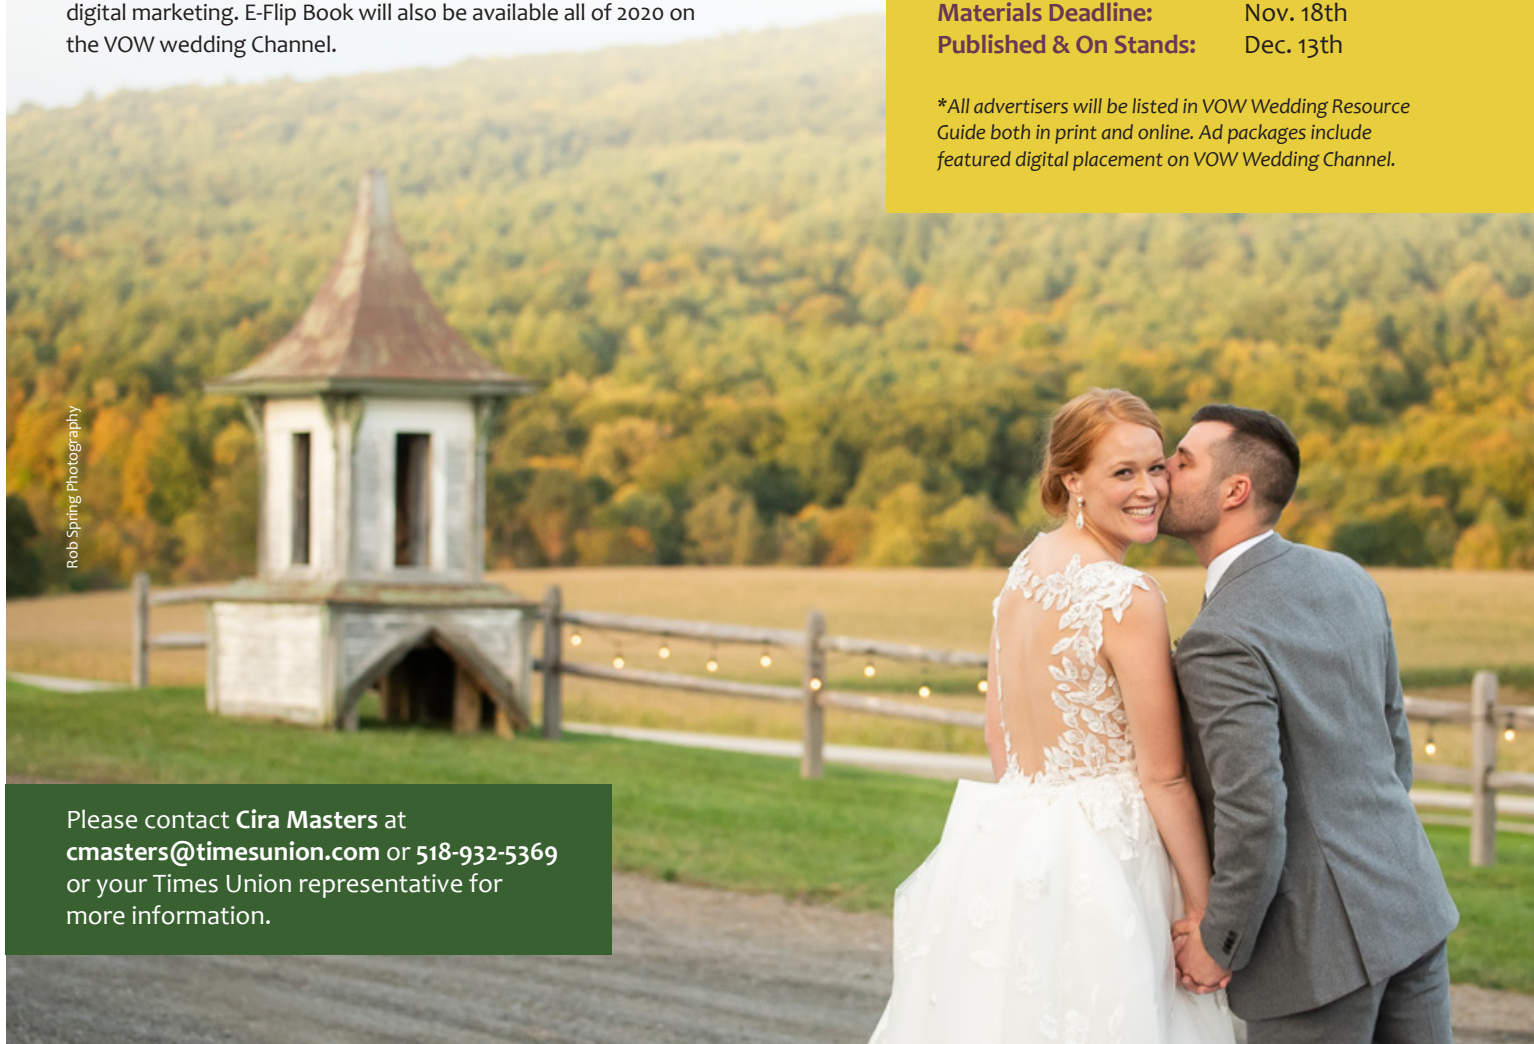 digital marketing. E-Flip Book will also be available all of 2020 on
the VOW wedding Channel.
Materials Deadline: Nov. 18th
Published & On Stands: Dec. 13th
*All advertisers will be listed in VOW Wedding Resource
Guide both in print and online. Ad packages include
featured digital placement on VOW Wedding Channel.
Rob Spring Photography
Please contact Cira Masters at
cmasters@timesunion.com or 518-932-5369
or your Times Union representative for
more information.